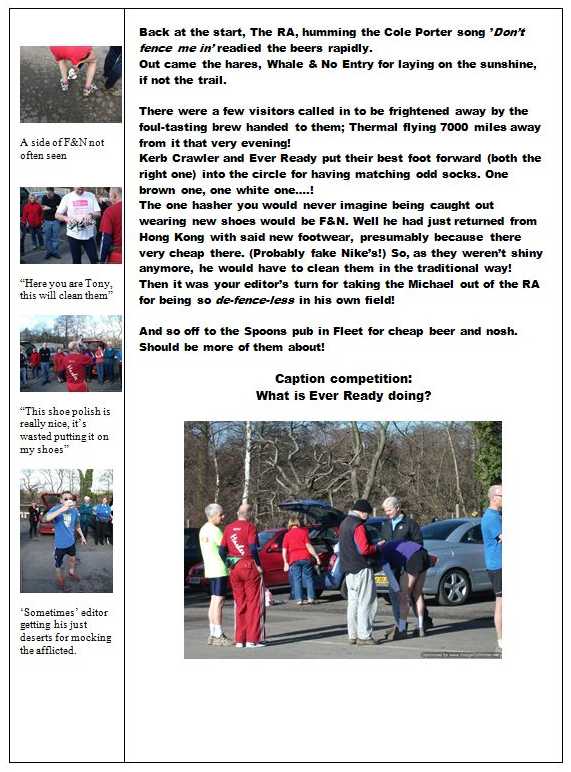 Back at the start, The RA, humming the Cole Porter song 'Don't
fence me in' readied the beers rapidly.
Out came the hares, Whale & No Entry for laying on the sunshine,
if not the trail.
There were a few visitors called in to be frightened away by the
foul-tasting brew handed to them; Thermal flying 7000 miles away
from it that very evening!
Kerb Crawler and Ever Ready put their best foot forward (both the
right one) into the circle for having matching odd socks. One
brown one, one white one….!
The one hasher you would never imagine being caught out
wearing new shoes would be F&N. Well he had just returned from
Hong Kong with said new footwear, presumably because there
very cheap there. (Probably fake Nike's!) So, as they weren't shiny
anymore, he would have to clean them in the traditional way!
Then it was your editor's turn for taking the Michael out of the RA
for being so de-fence-less in his own field!
And so off to the Spoons pub in Fleet for cheap beer and nosh.
Should be more of them about!
Caption competition:
What is Ever Ready doing?
A side of F&N not
often seen
"Here you are Tony,
this will clean them"
"This shoe polish is
really nice, it's
wasted putting it on
my shoes"
'Sometimes' editor
getting his just
deserts for mocking
the afflicted.